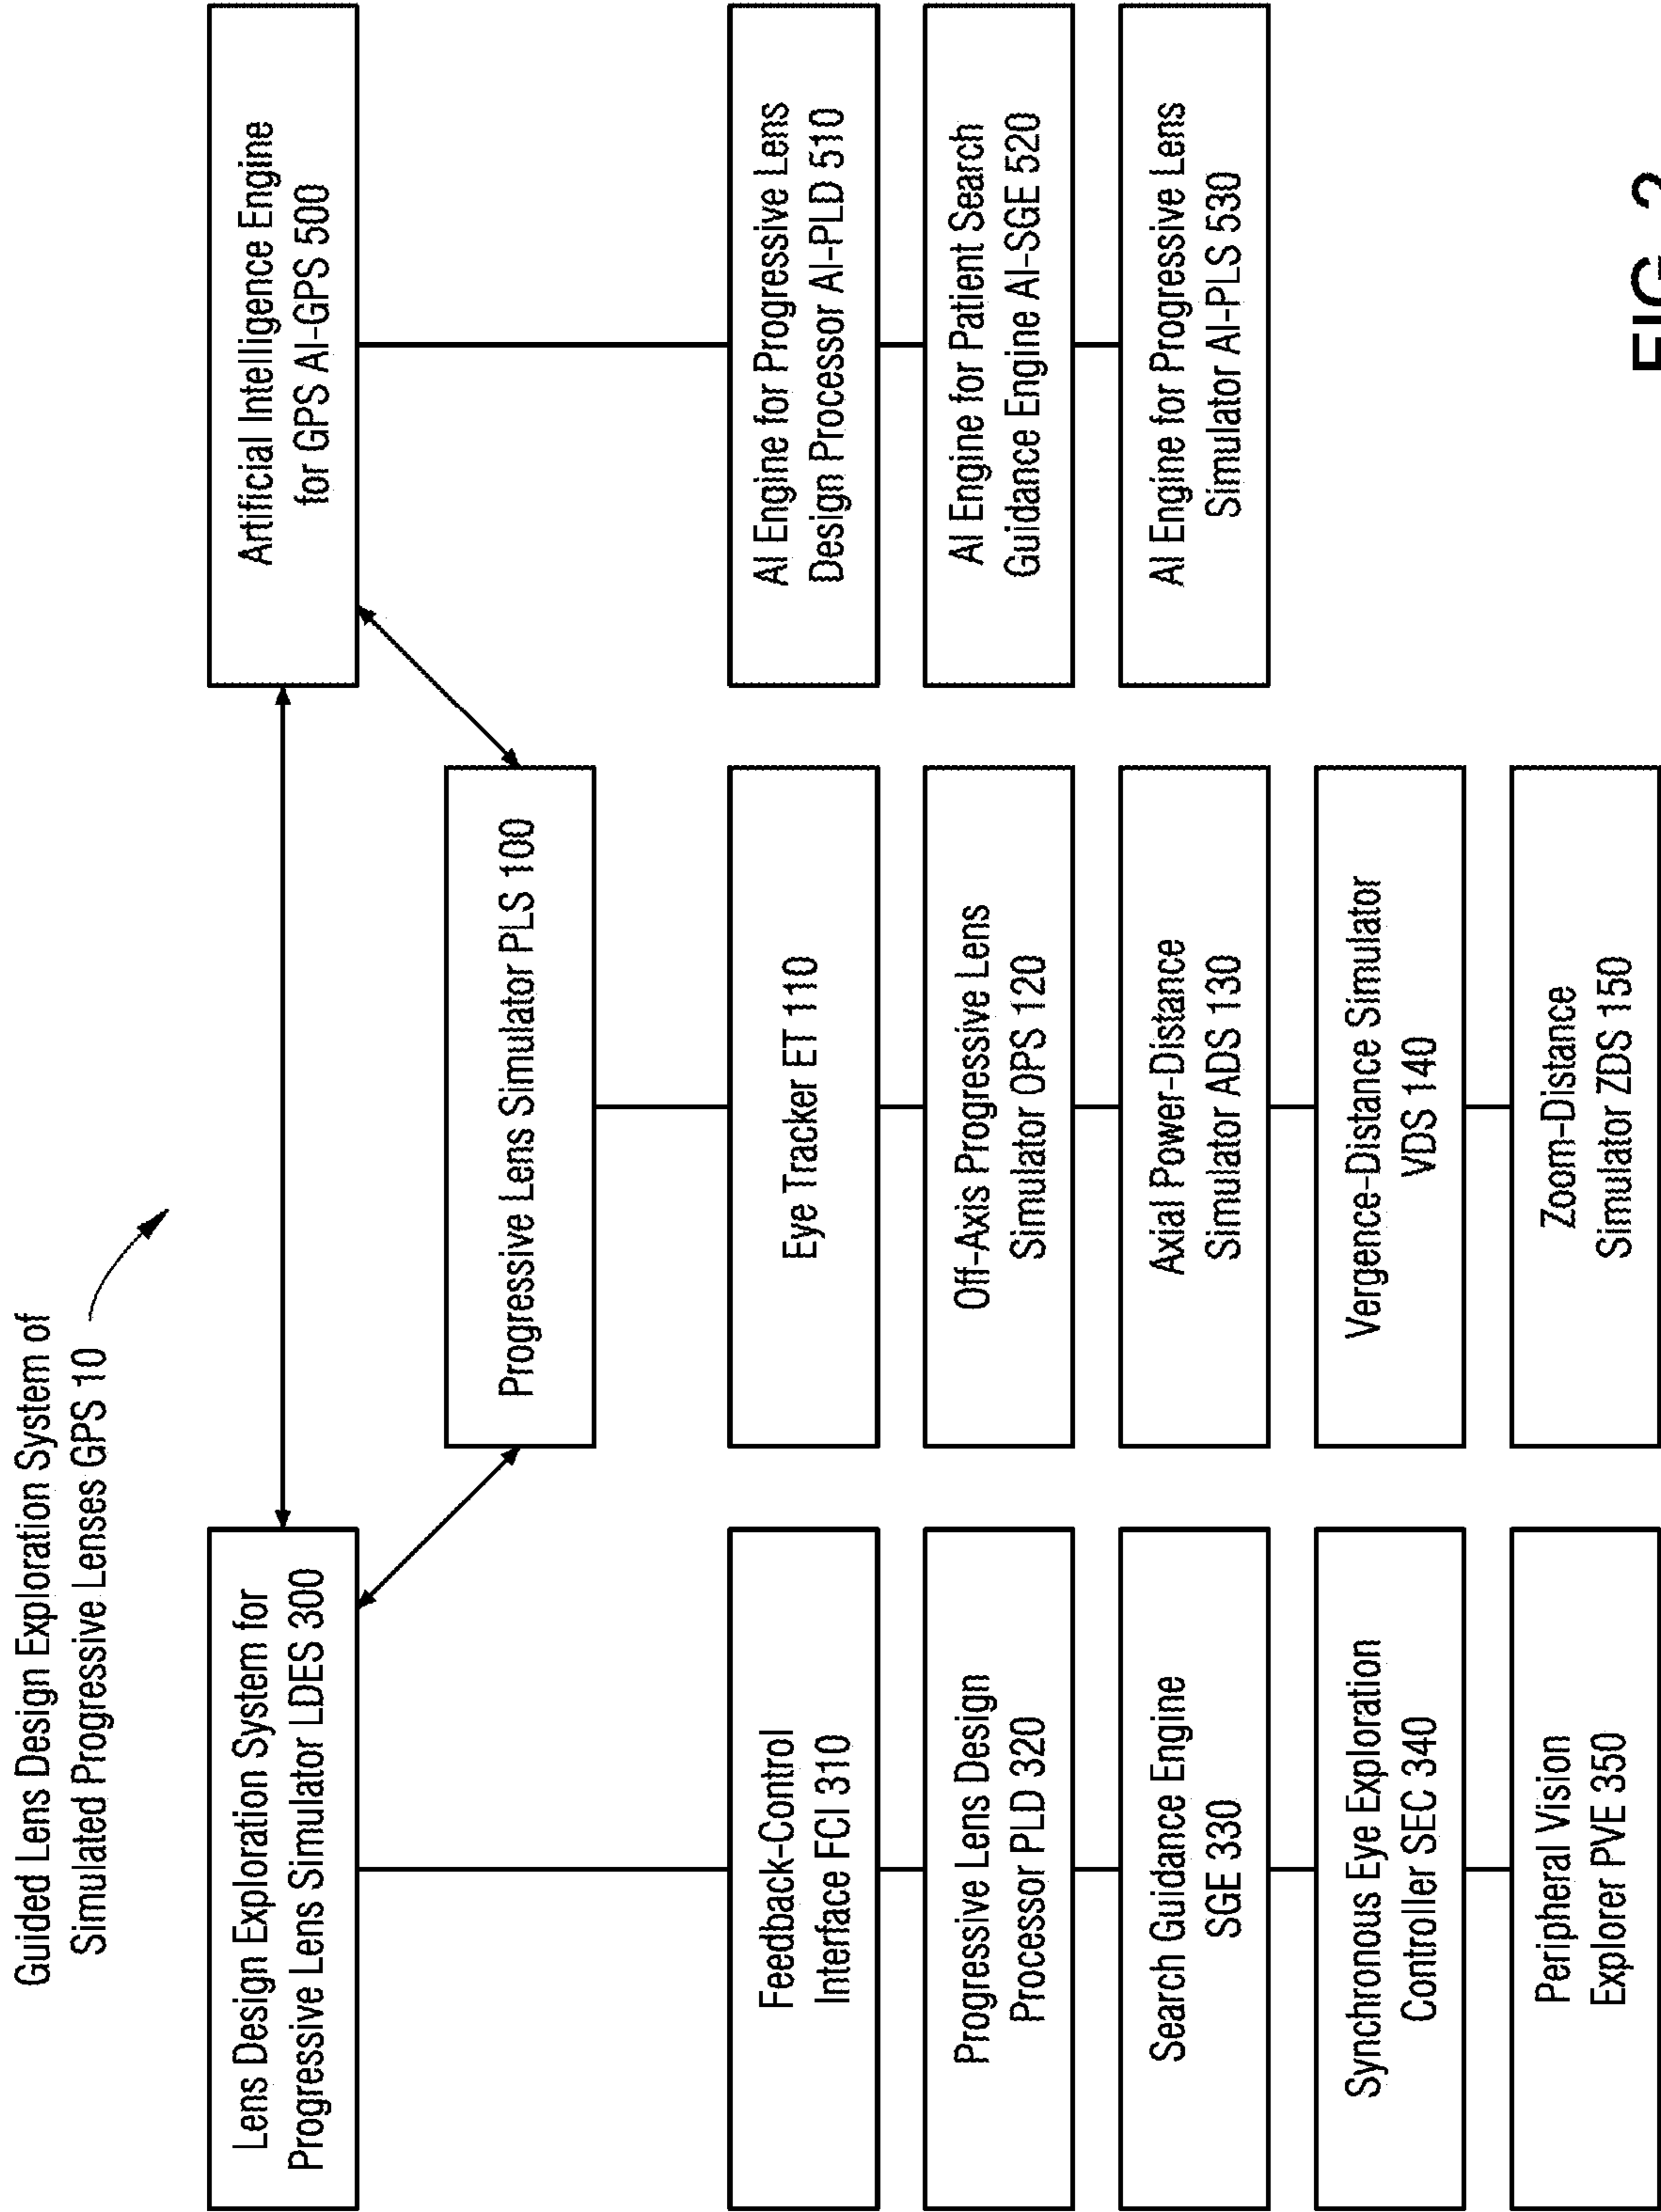 Guided Lens Design Exploration System of
Simulated Progressive Lenses GPS 10
Lens Design Exploration System for
Progressive Lens Simulator LDES 300
Artificial Intelligence Engine
for GPS AI-GPS 500
Progressive Lens Simulator PLS 100
Feedback-Control
Interface FCI 310
Progressive Lens Design
Processor PLD 320
Search Guidance Engine
SGE 330
Synchronous Eye Exploration
Controller SEC 340
Peripheral Vision
Explorer PVE 350
Eye Tracker ET 110
Off-Axis Progressive Lens
Simulator OPS 120
Axial Power-Distance
Simulator ADS 130
Vergence-Distance Simulator
VDS 140
Zoom-Distance
Simulator ZDS 150
AI Engine for Progressive Lens
Design Processor AI-PLD 510
AI Engine for Patient Search
Guidance Engine AI-SGE 520
AI Engine for Progressive Lens
Simulator AI-PLS 530
FIG.